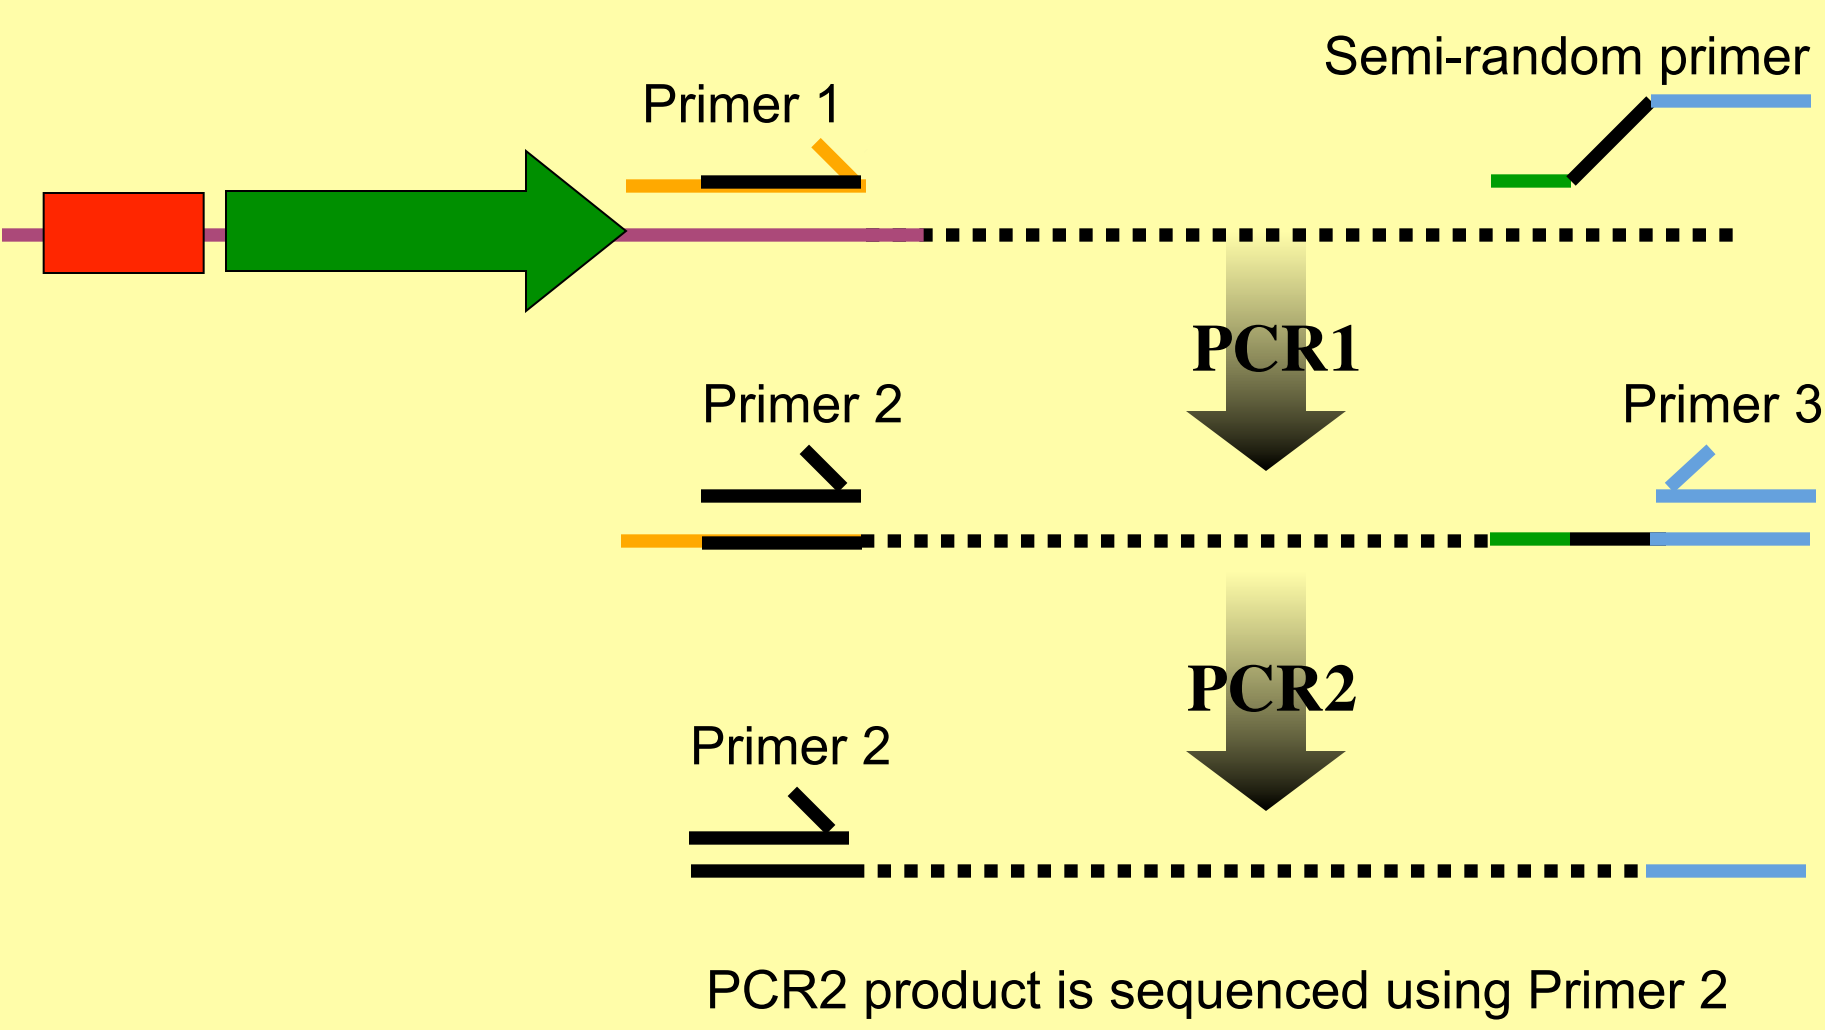 Semi-random primer
Primer 1
PCR1
Primer 2
Primer 3
PCR2
Primer 2
PCR2 product is sequenced using Primer 2